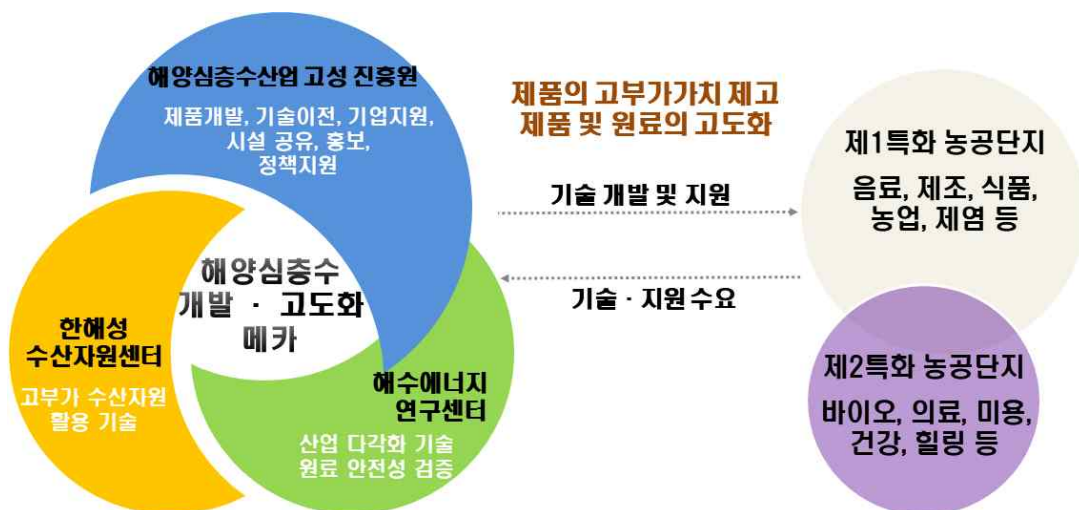 해양심층수산업 고성 진흥원
제품개발, 기술이전, 기업지원,
시설 공유, 홍보,
정책지원
해양심층수
개발 · 고도화
메카
한해성
수산자원센터
고부가 수산자원
활용 기술
해수에너지
연구센터
산업 다각화 기술
원료 안전성 검증
제품의 고부가가치 제고
제품 및 원료의 고도화
기술 개발 및 지원
기술 · 지원 수요
제1특화 농공단지
음료, 제조, 식품,
농업, 제염 등
제2특화 농공단지
바이오, 의료, 미용,
건강, 힐링 등